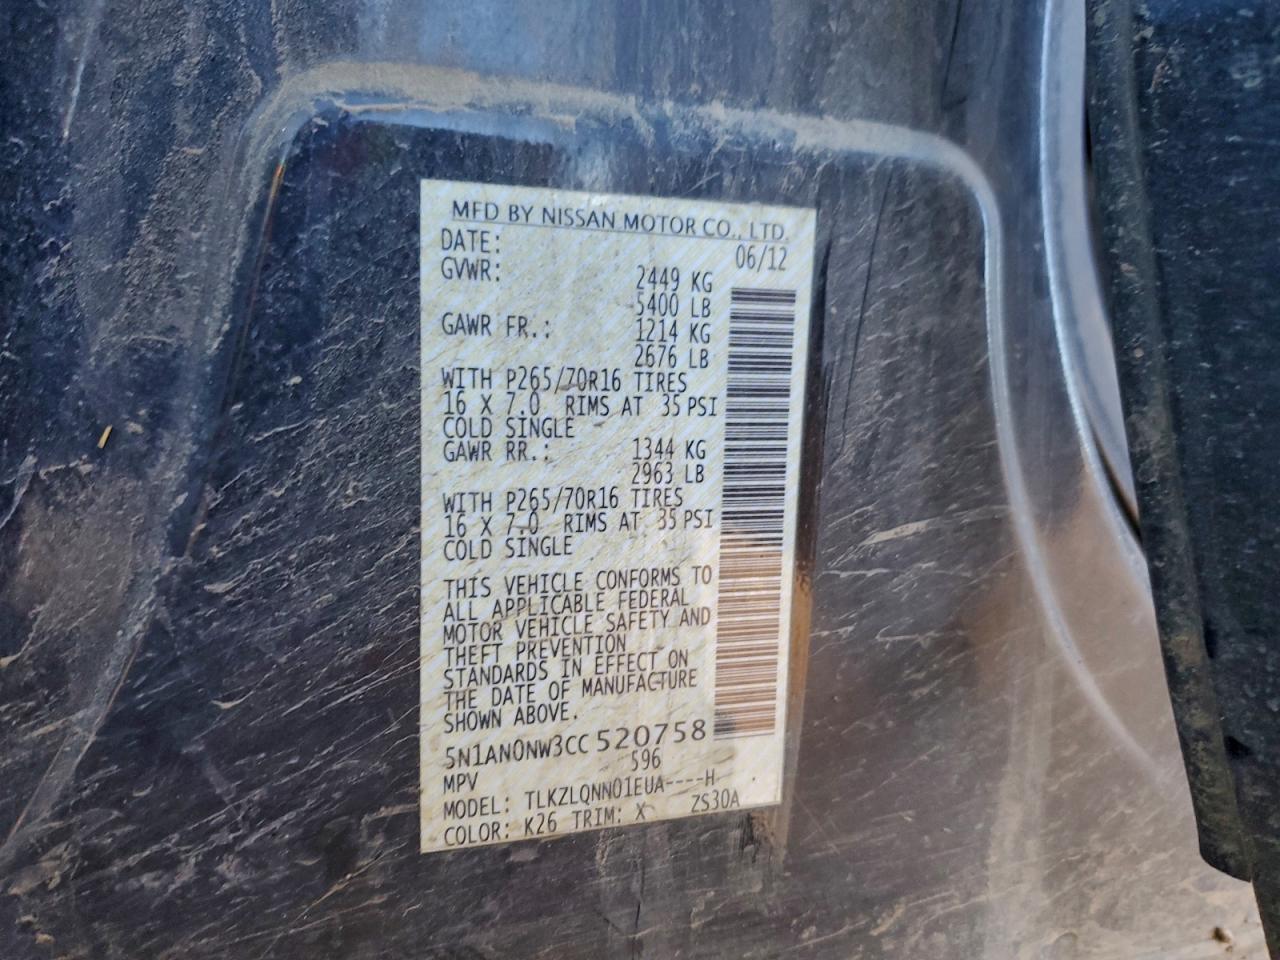 MFD BY NISSAN MOTOR CO., LTD.
DATE: 06/12
GVWR: 2449 KG
5400 LB
GAWR FR.: 1214 KG
2676 LB
WITH P265/70R16 TIRES
16 X 7.0 RIMS AT 35 PSI
COLD SINGLE
GAWR RR.: 1344 KG
2963 LB
WITH P265/70R16 TIRES
16 X 7.0 RIMS AT 35 PSI
COLD SINGLE
THIS VEHICLE CONFORMS TO
ALL APPLICABLE FEDERAL
MOTOR VEHICLE SAFETY AND
THEFT PREVENTION
STANDARDS IN EFFECT ON
THE DATE OF MANUFACTURE
SHOWN ABOVE.
5N1AN0NW3CC520758
MPV 596
MODEL: TLKZLQNN01EUA----H
COLOR: K26 TRIM: X ZS30A